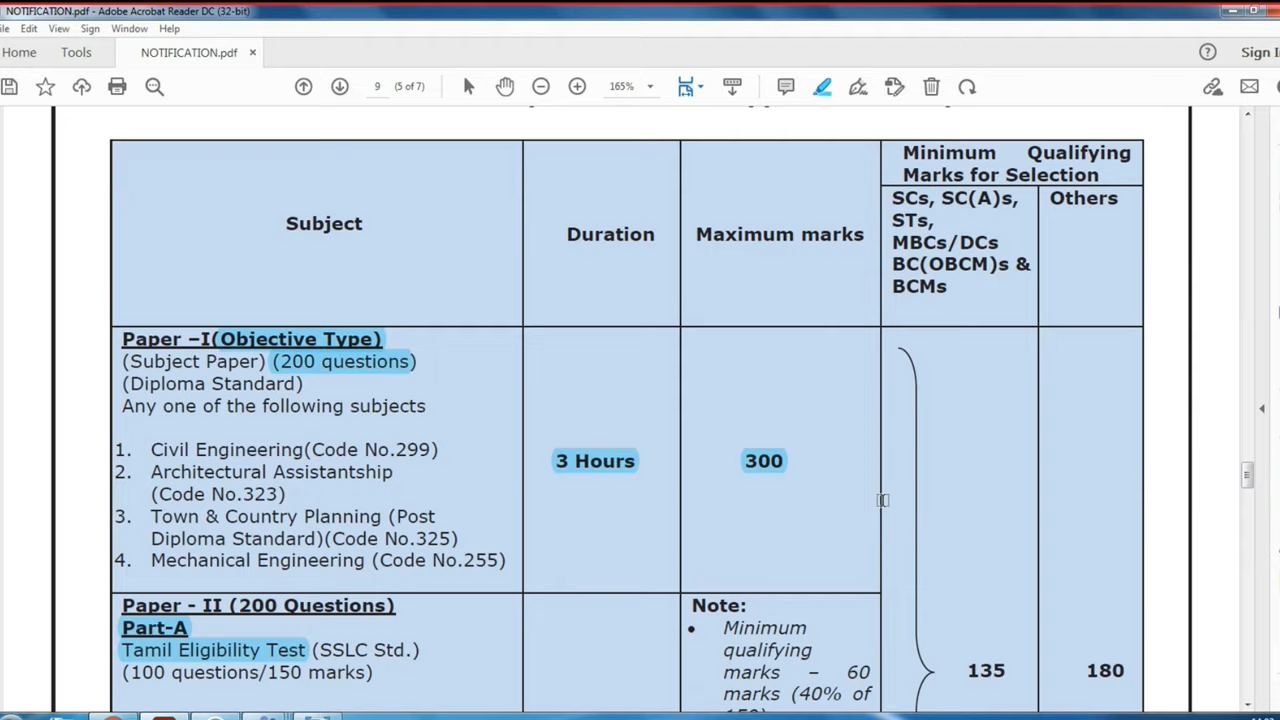 NOTIFICATION.pdf - Adobe Acrobat Reader DC (32-bit)
Edit View Sign Window Help
Home Tools NOTIFICATION.pdf × Sign
9 (5 of 7) 165%
Subject
Duration
Maximum marks
Minimum Qualifying
Marks for Selection
SCs, SC(A)s,
STs,
MBCs/DCs
BC(OBCM)s &
BCMs
Others
Paper –I(Objective Type)
(Subject Paper) (200 questions)
(Diploma Standard)
Any one of the following subjects
1. Civil Engineering(Code No.299)
2. Architectural Assistantship
(Code No.323)
3. Town & Country Planning (Post
Diploma Standard)(Code No.325)
4. Mechanical Engineering (Code No.255)
3 Hours
300
Paper - II (200 Questions)
Part-A
Tamil Eligibility Test (SSLC Std.)
(100 questions/150 marks)
Note:
• Minimum
qualifying
marks – 60
marks (40% of
135
180